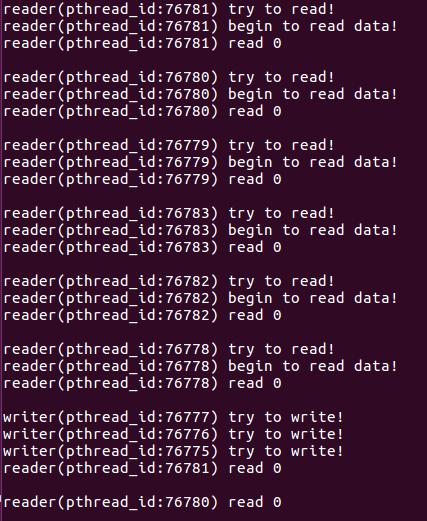 reader(pthread_id:76781) try to read!
reader(pthread_id:76781) begin to read data!
reader(pthread_id:76781) read 0
reader(pthread_id:76780) try to read!
reader(pthread_id:76780) begin to read data!
reader(pthread_id:76780) read 0
reader(pthread_id:76779) try to read!
reader(pthread_id:76779) begin to read data!
reader(pthread_id:76779) read 0
reader(pthread_id:76783) try to read!
reader(pthread_id:76783) begin to read data!
reader(pthread_id:76783) read 0
reader(pthread_id:76782) try to read!
reader(pthread_id:76782) begin to read data!
reader(pthread_id:76782) read 0
reader(pthread_id:76778) try to read!
reader(pthread_id:76778) begin to read data!
reader(pthread_id:76778) read 0
writer(pthread_id:76777) try to write!
writer(pthread_id:76776) try to write!
writer(pthread_id:76775) try to write!
reader(pthread_id:76781) read 0
reader(pthread_id:76780) read 0